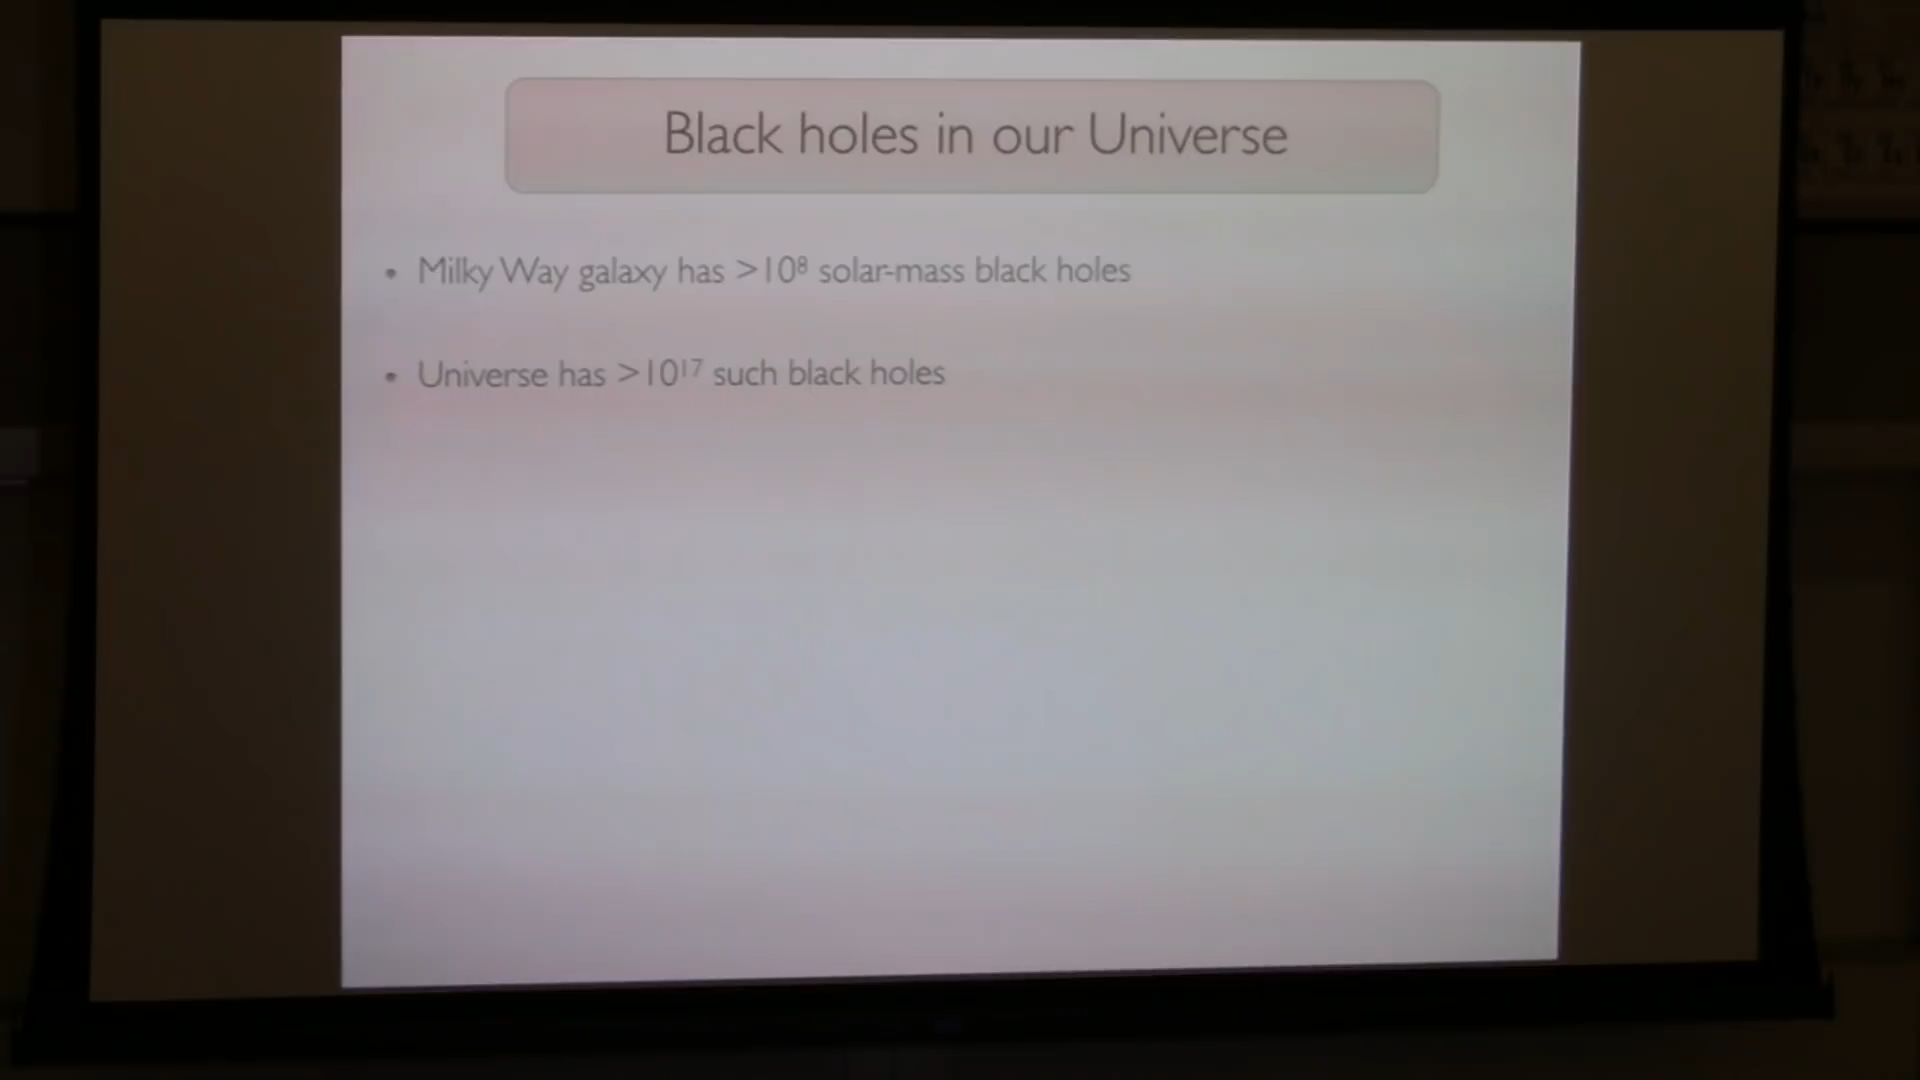 Black holes in our Universe
• Milky Way galaxy has >10⁸ solar-mass black holes
• Universe has >10¹⁷ such black holes